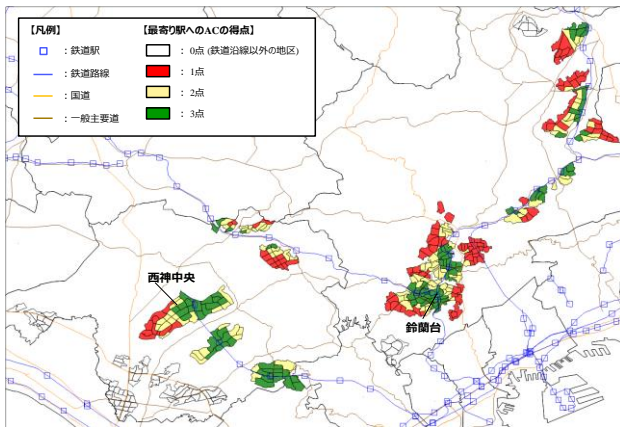 【凡例】
：鉄道駅
：鉄道路線
：国道
：一般主要道
【最寄り駅へのACの得点】
：0点 (鉄道沿線以外の地区)
：1点
：2点
：3点
西神中央
鈴蘭台